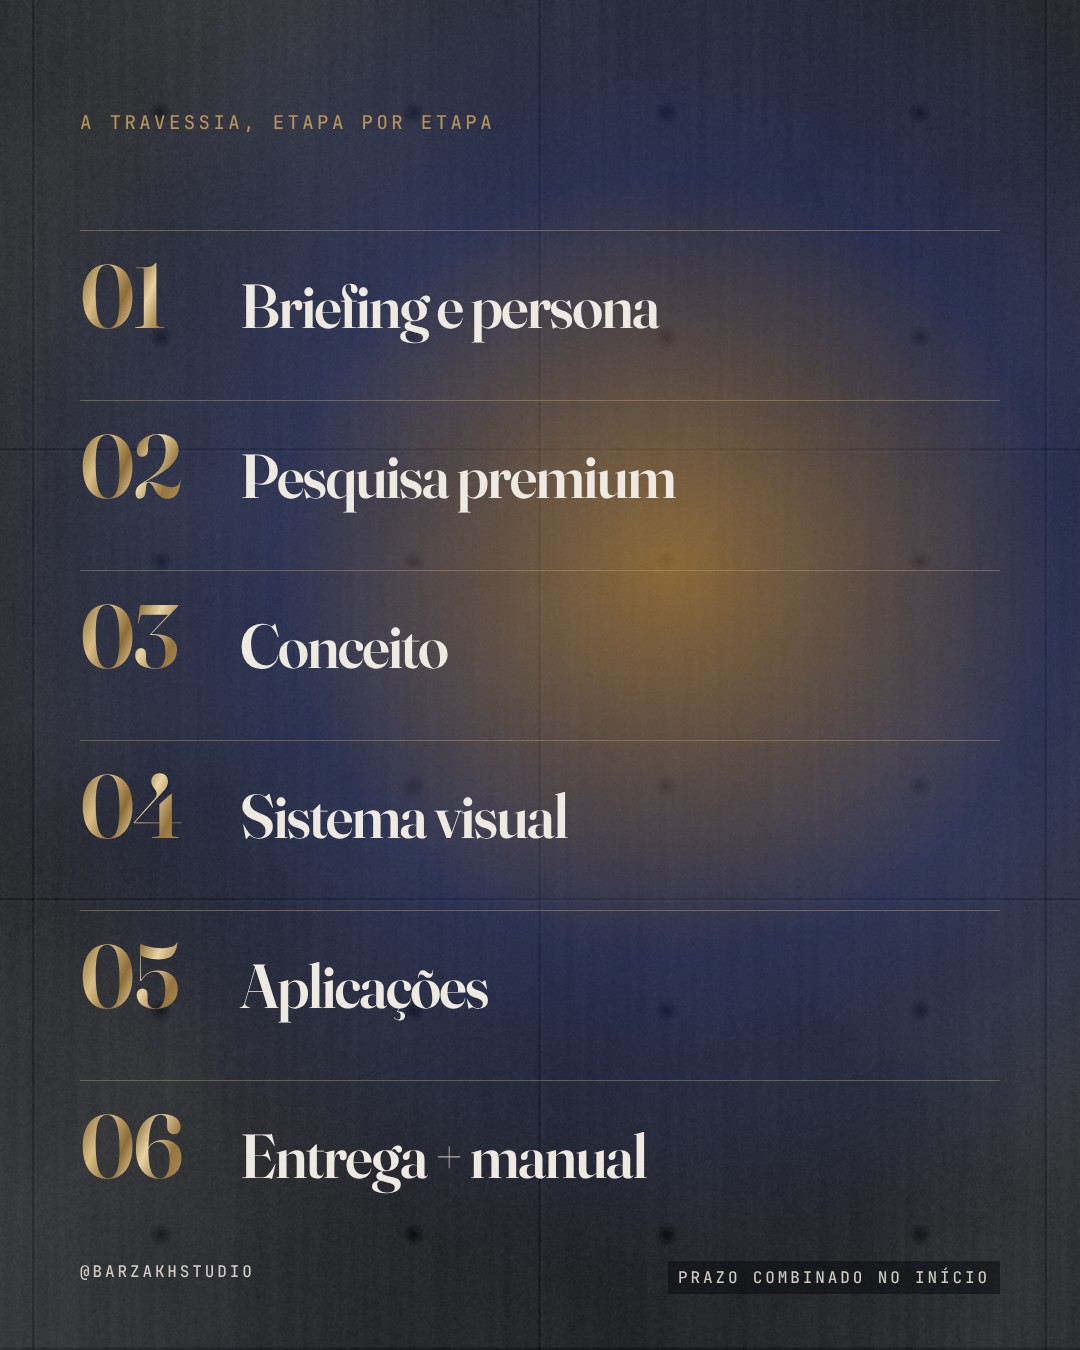 A TRAVESSIA, ETAPA POR ETAPA
01 Briefing e persona
02 Pesquisa premium
03 Conceito
04 Sistema visual
05 Aplicações
06 Entrega + manual
@BARZAKHSTUDIO
PRAZO COMBINADO NO INÍCIO